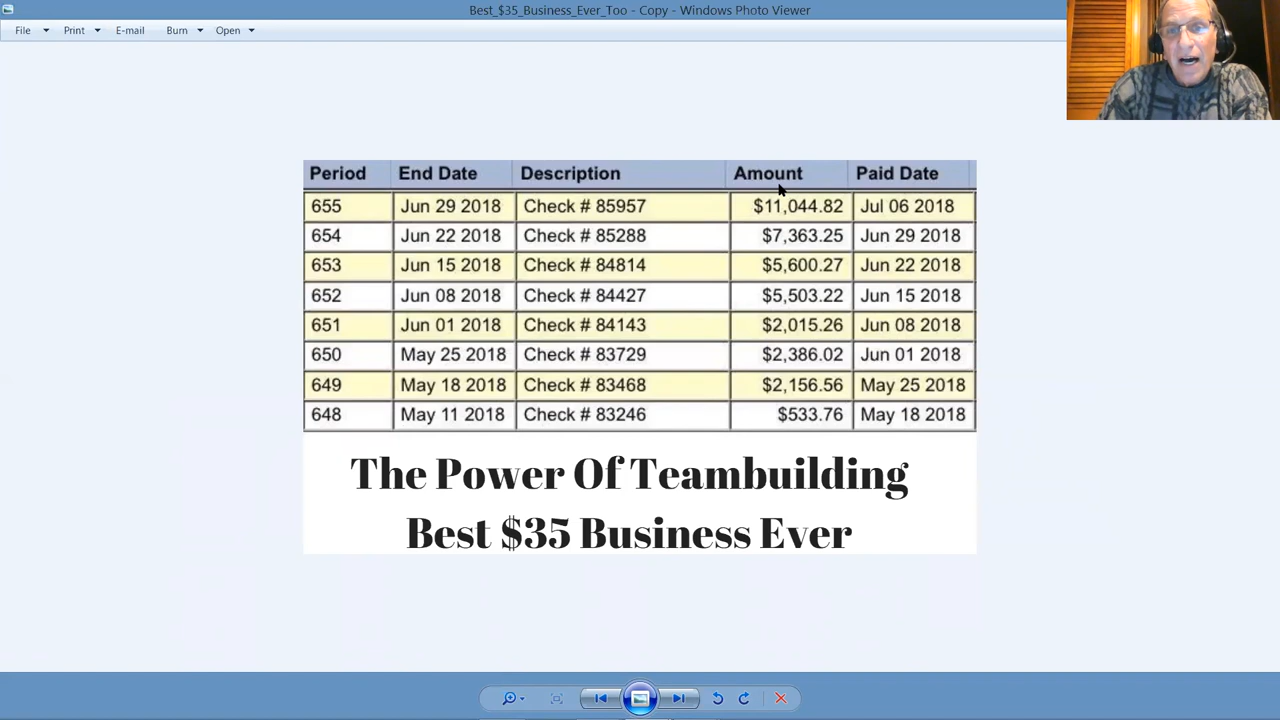 Best_$35_Business_Ever_Too - Copy - Windows Photo Viewer
File Print E-mail Burn Open
Period End Date Description Amount Paid Date
655 Jun 29 2018 Check # 85957 $11,044.82 Jul 06 2018
654 Jun 22 2018 Check # 85288 $7,363.25 Jun 29 2018
653 Jun 15 2018 Check # 84814 $5,600.27 Jun 22 2018
652 Jun 08 2018 Check # 84427 $5,503.22 Jun 15 2018
651 Jun 01 2018 Check # 84143 $2,015.26 Jun 08 2018
650 May 25 2018 Check # 83729 $2,386.02 Jun 01 2018
649 May 18 2018 Check # 83468 $2,156.56 May 25 2018
648 May 11 2018 Check # 83246 $533.76 May 18 2018
The Power Of Teambuilding
Best $35 Business Ever